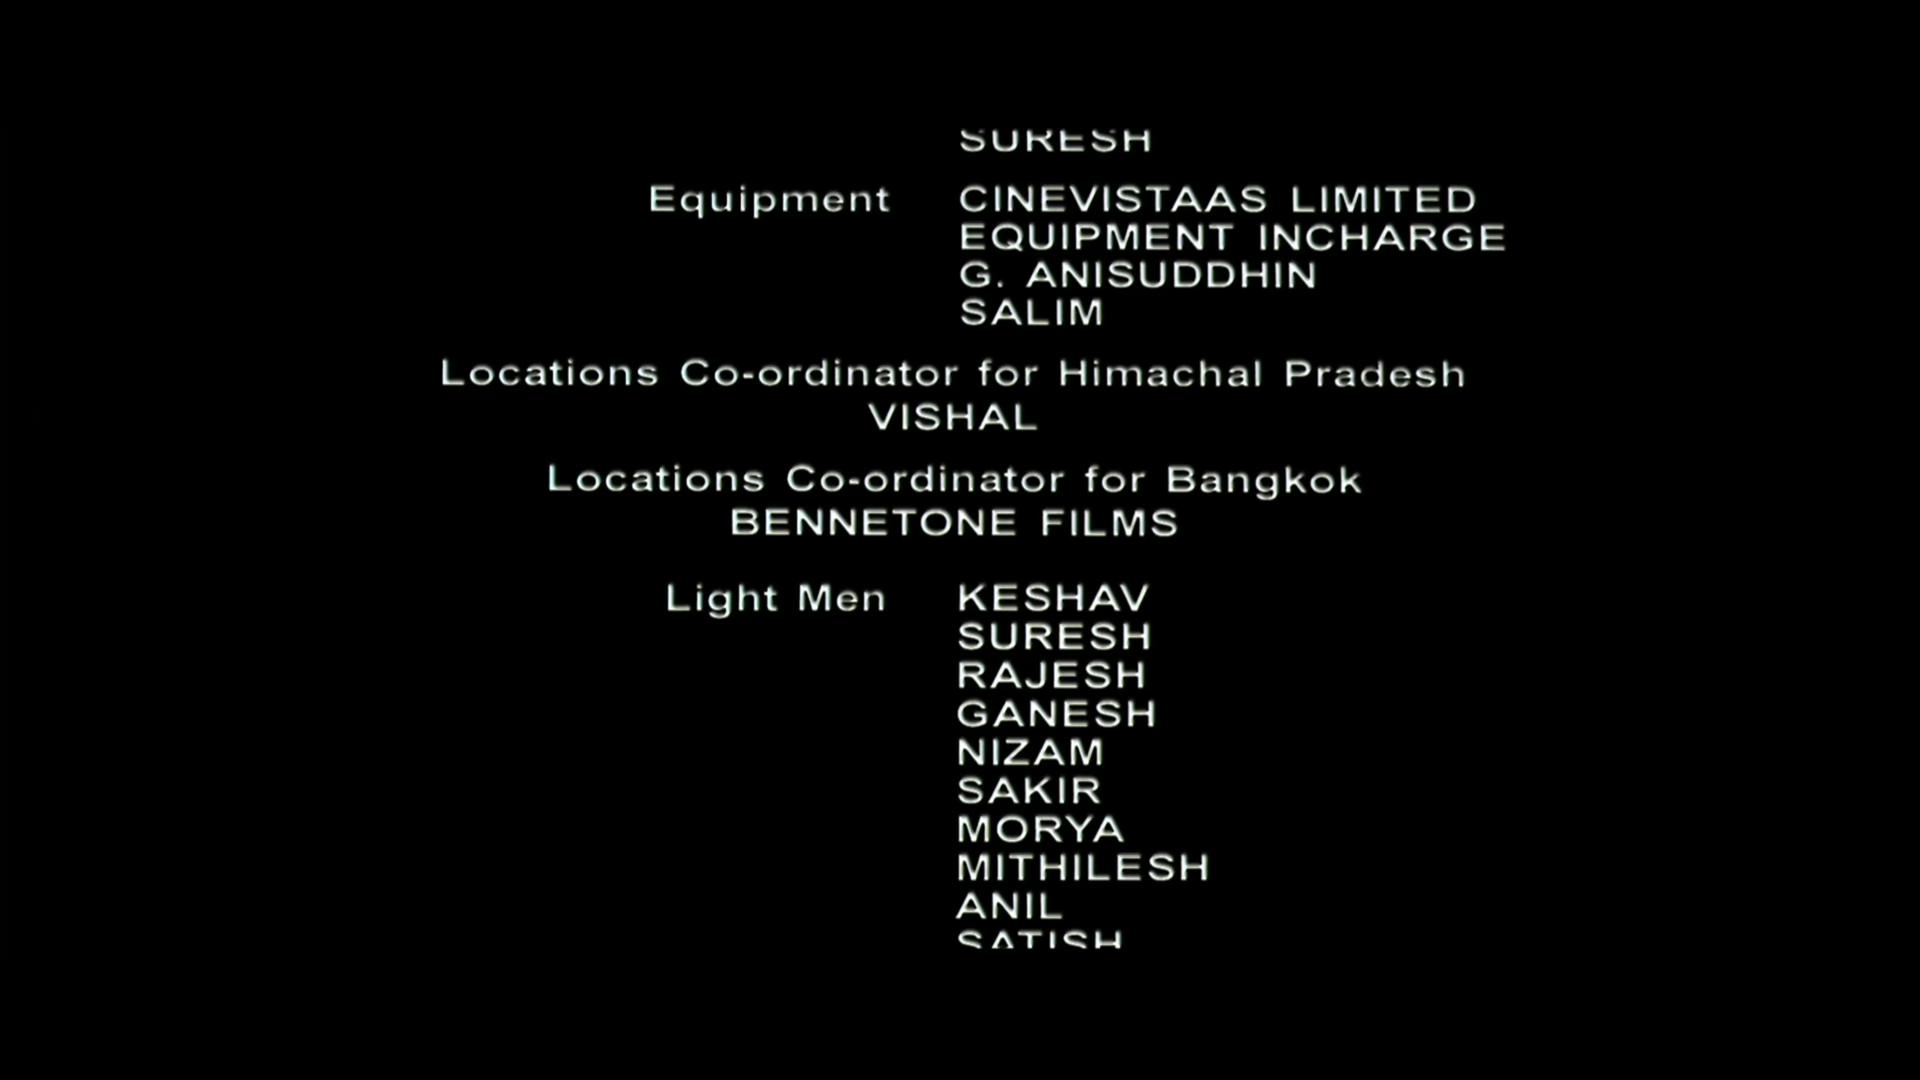 SURESH
Equipment CINEVISTAAS LIMITED
EQUIPMENT INCHARGE
G. ANISUDDHIN
SALIM
Locations Co-ordinator for Himachal Pradesh
VISHAL
Locations Co-ordinator for Bangkok
BENNETONE FILMS
Light Men KESHAV
SURESH
RAJESH
GANESH
NIZAM
SAKIR
MORYA
MITHILESH
ANIL
SATISH